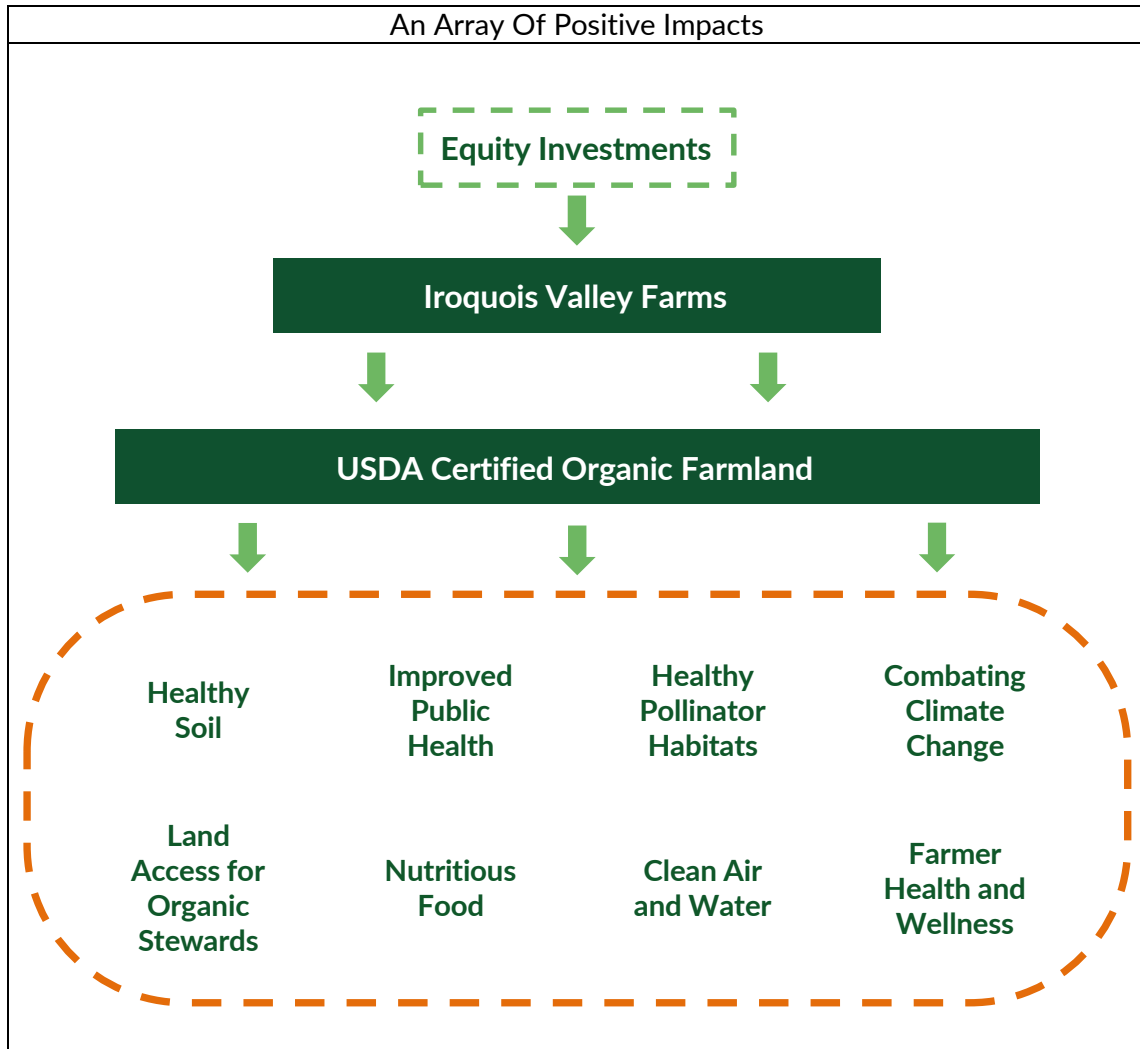 An Array Of Positive Impacts
Equity Investments
Iroquois Valley Farms
USDA Certified Organic Farmland
Healthy
Soil
Improved
Public
Health
Healthy
Pollinator
Habitats
Combating
Climate
Change
Land
Access for
Organic
Stewards
Nutritious
Food
Clean Air
and Water
Farmer
Health and
Wellness